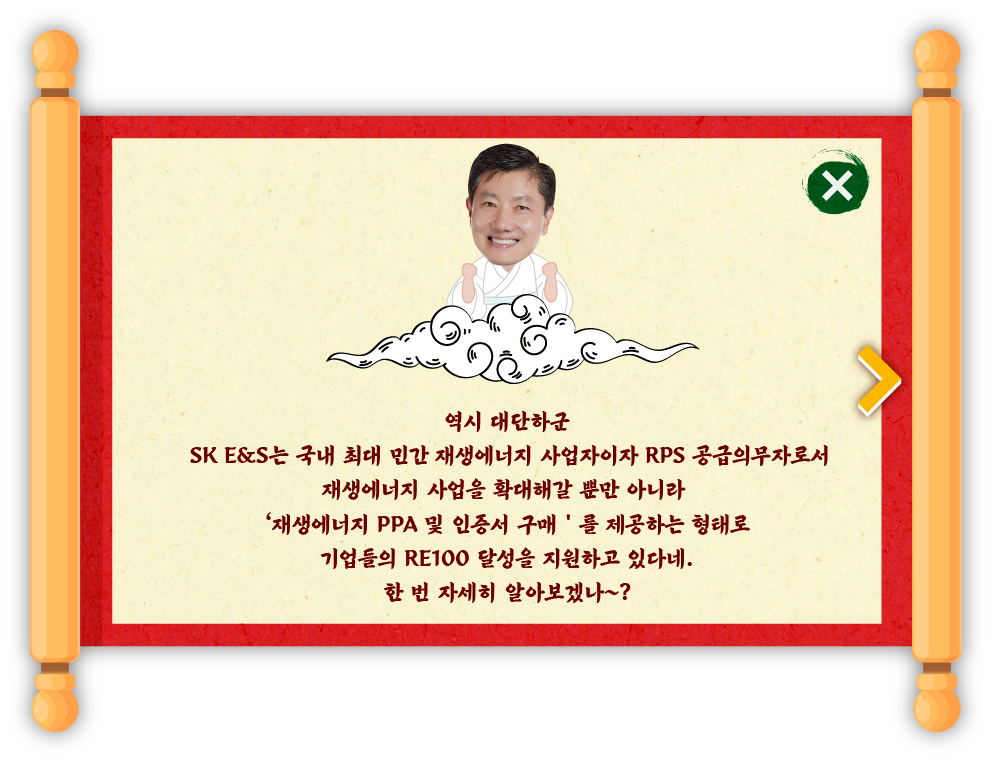 역시 대단하군
SK E&S는 국내 최대 민간 재생에너지 사업자이자 RPS 공급의무자로서
재생에너지 사업을 확대해갈 뿐만 아니라
‘재생에너지 PPA 및 인증서 구매 ' 를 제공하는 형태로
기업들의 RE100 달성을 지원하고 있다네.
한 번 자세히 알아보겠나~?